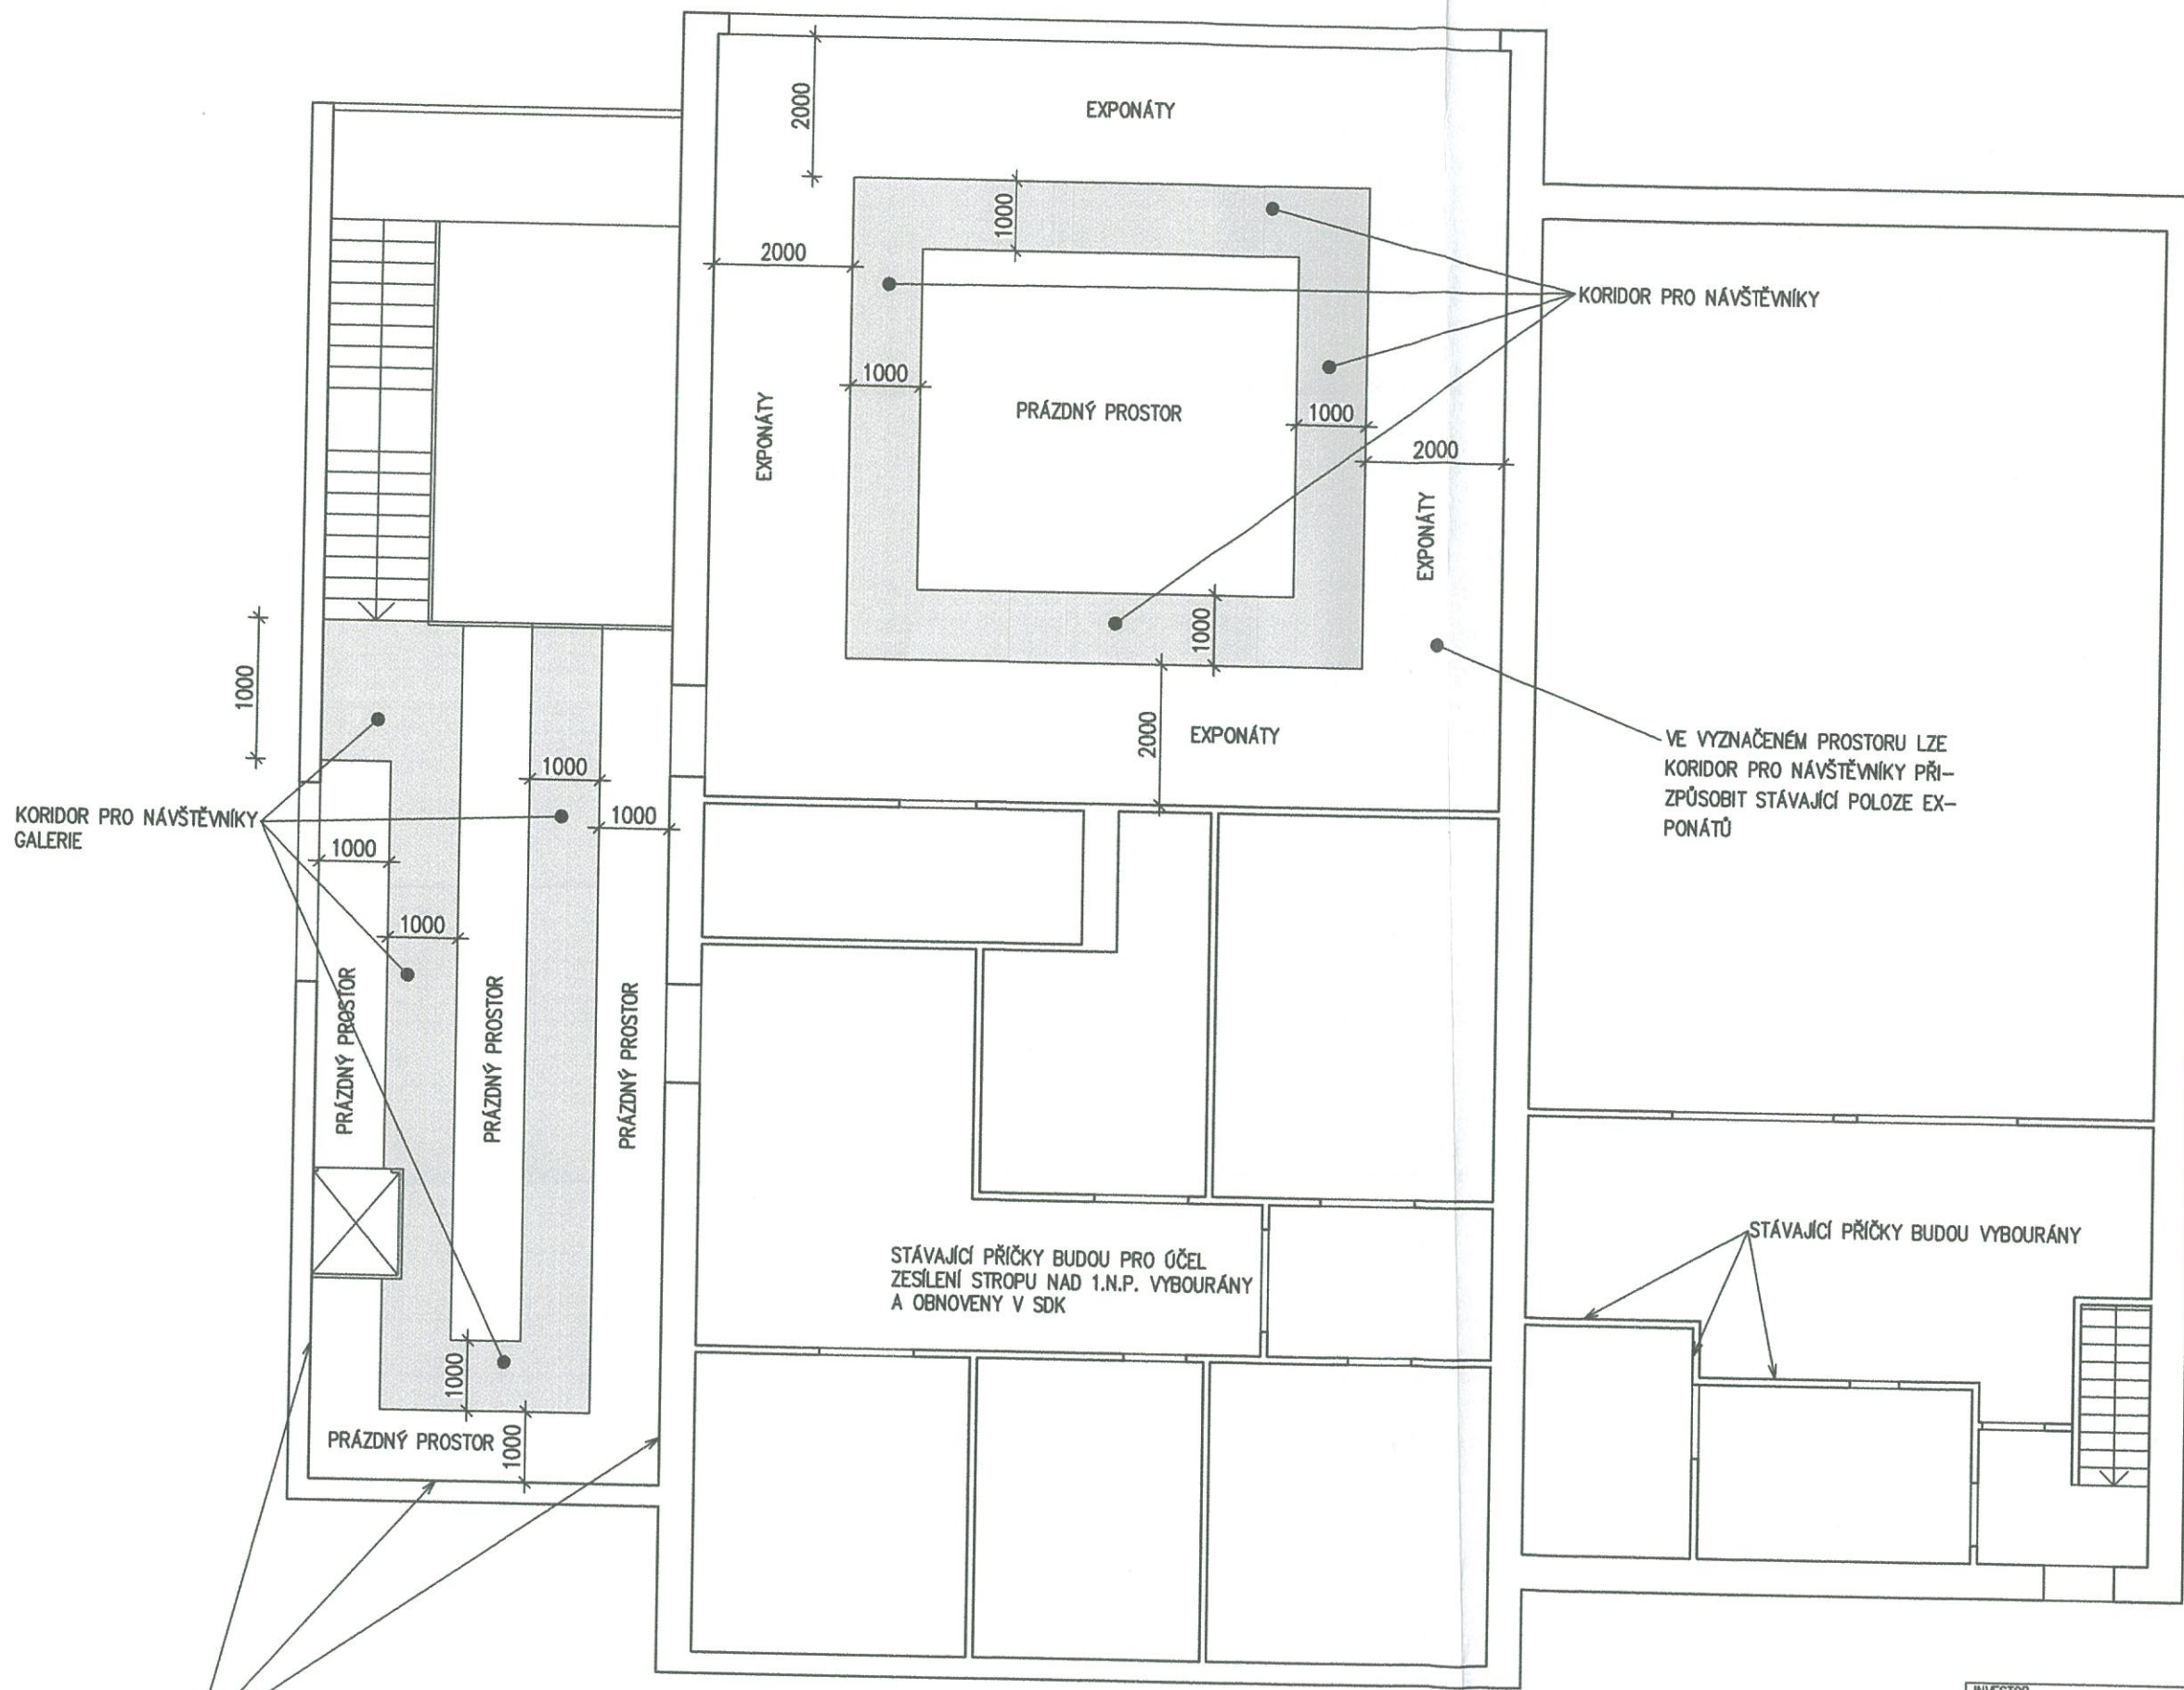 EXPONÁTY
2000
1000
2000
KORIDOR PRO NÁVŠTĚVNÍKY
1000
PRÁZDNÝ PROSTOR
1000
EXPONÁTY
2000
EXPONÁTY
1000
1000
2000
EXPONÁTY
VE VYZNAČENÉM PROSTORU LZE
KORIDOR PRO NÁVŠTĚVNÍKY PŘI-
ZPŮSOBIT STÁVAJÍCÍ POLOZE EX-
PONÁTŮ
1000
KORIDOR PRO NÁVŠTĚVNÍKY
GALERIE
1000
1000
1000
PRÁZDNÝ PROSTOR
PRÁZDNÝ PROSTOR
PRÁZDNÝ PROSTOR
STÁVAJÍCÍ PŘÍČKY BUDOU PRO ÚČEL
ZESÍLENÍ STROPU NAD 1.N.P. VYBOURÁNY
A OBNOVENY V SDK
STÁVAJÍCÍ PŘÍČKY BUDOU VYBOURÁNY
1000
PRÁZDNÝ PROSTOR
1000
INVESTOR